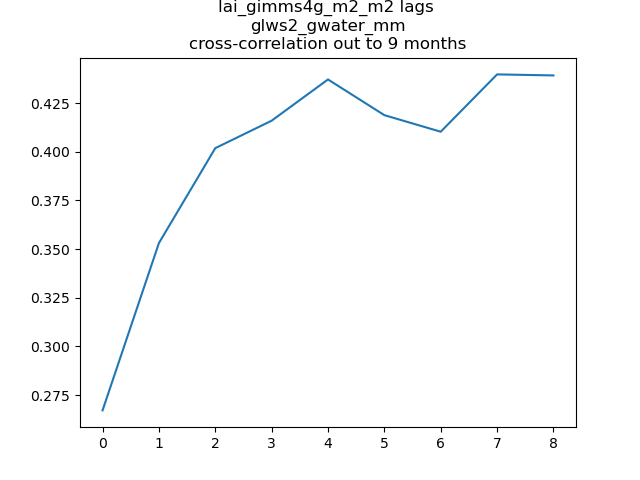 lai_gimms4g_m2_m2 lags
glws2_gwater_mm
cross-correlation out to 9 months
0.425
0.400
0.375
0.350
0.325
0.300
0.275
0 1 2 3 4 5 6 7 8